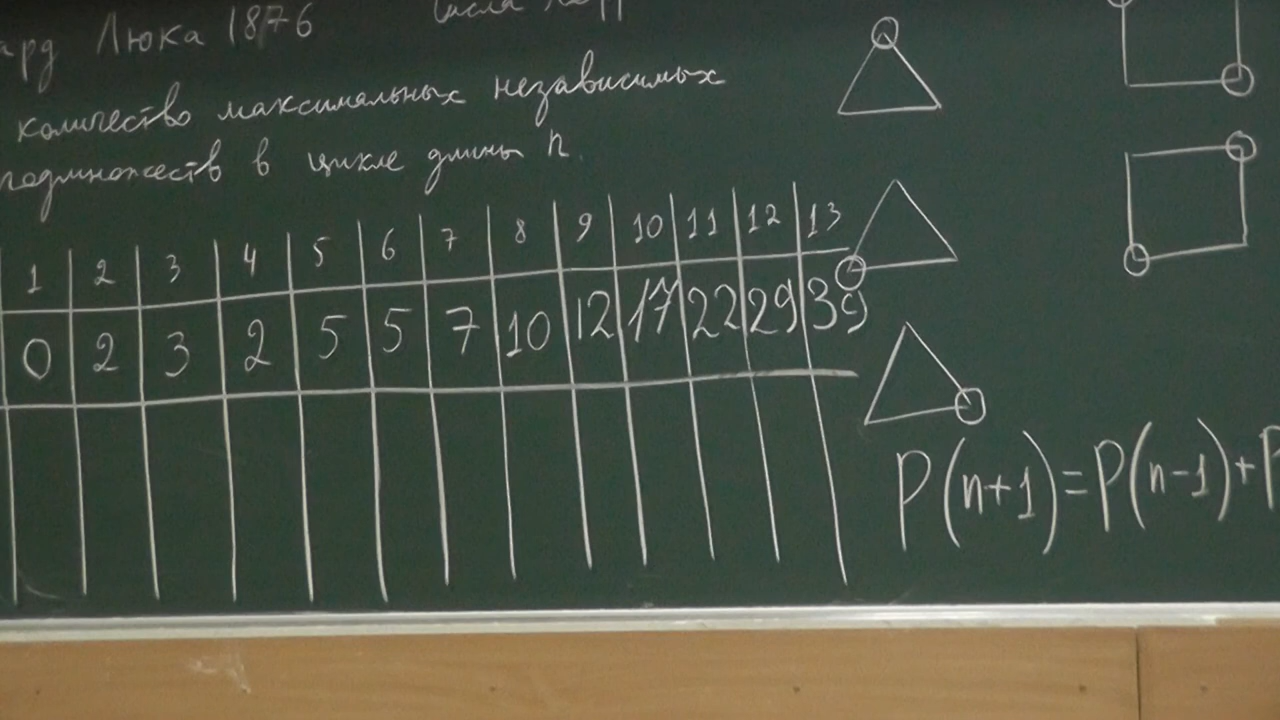 Люка 1876
количество максимальных независимых
подмножеств в цикле длины n.
1 2 3 4 5 6 7 8 9 10 11 12 13
0 2 3 2 5 5 7 10 12 17 22 29 39
P(n+1)=P(n-1)+P